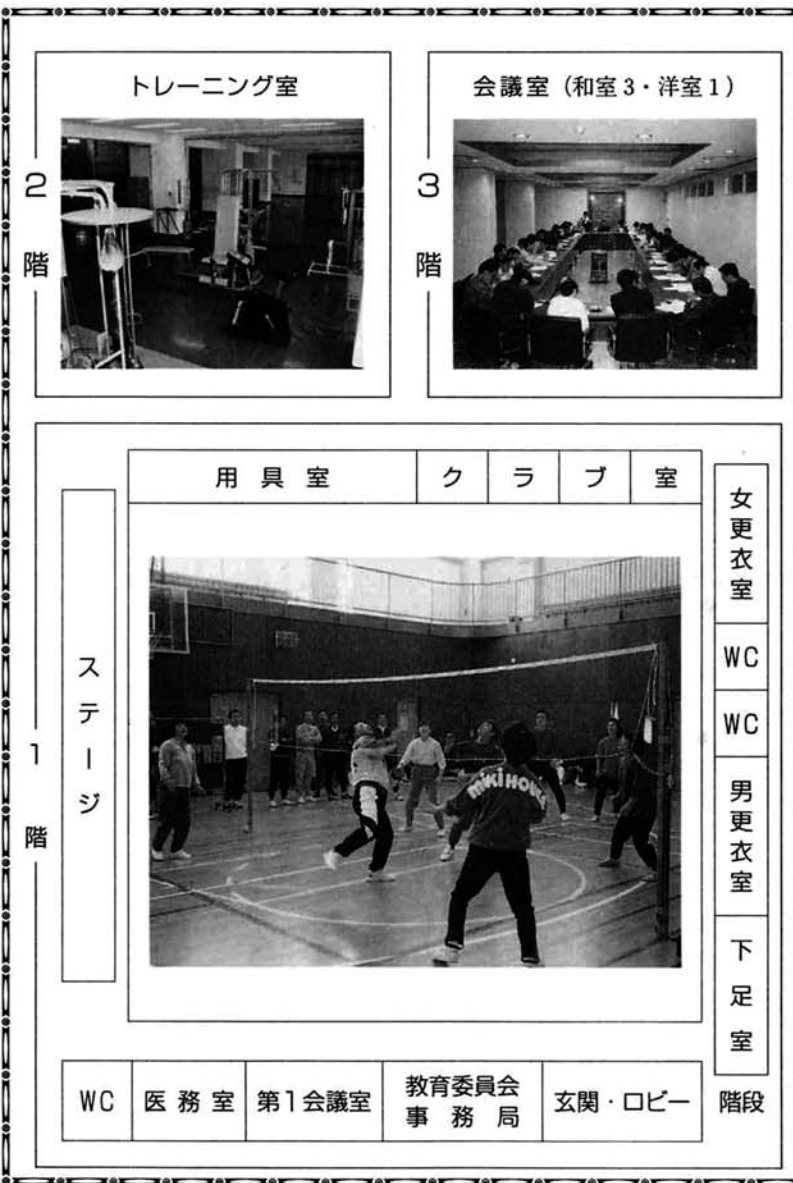 トレーニング室
2階
会議室（和室3・洋室1）
3階
用具室
クラブ室
ステージ
1階
mikiHOUSE
女更衣室
WC
WC
男更衣室
下足室
階段
WC
医務室
第1会議室
教育委員会
事務局
玄関・ロビー